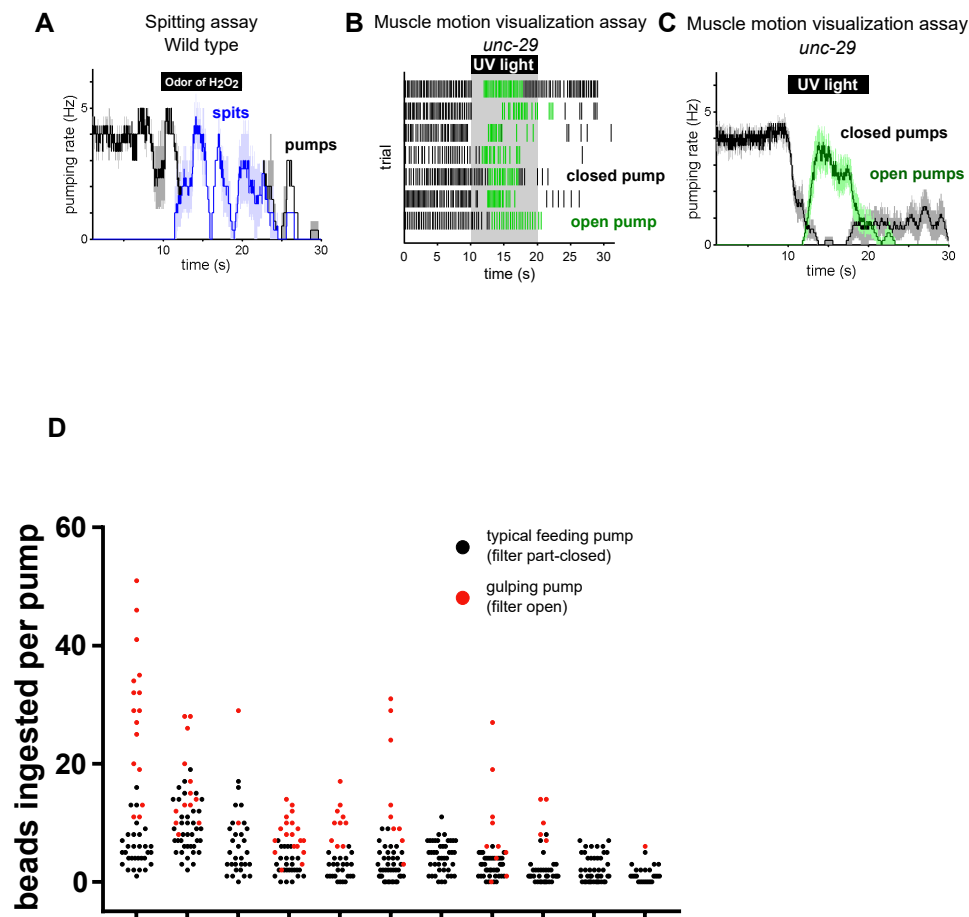 A
Spitting assay
Wild type
Odor of H2O2
spits
pumps
pumping rate (Hz)
5
0
10
20
30
time (s)
B
Muscle motion visualization assay
unc-29
UV light
trial
closed pump
open pump
0
5
10
15
20
25
30
time (s)
C
Muscle motion visualization assay
unc-29
UV light
closed pumps
open pumps
pumping rate (Hz)
5
0
10
20
30
time (s)
D
beads ingested per pump
60
40
20
0
typical feeding pump
(filter part-closed)
gulping pump
(filter open)